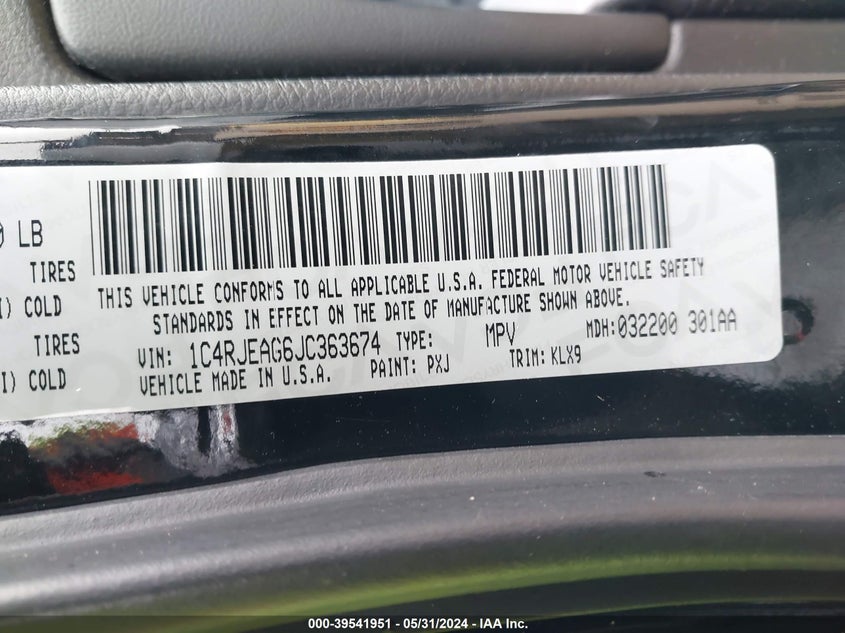 0 LB
TIRES
I) COLD
TIRES
I) COLD
THIS VEHICLE CONFORMS TO ALL APPLICABLE U.S.A. FEDERAL MOTOR VEHICLE SAFETY
STANDARDS IN EFFECT ON THE DATE OF MANUFACTURE SHOWN ABOVE.
VIN: 1C4RJEAG6JC363674 TYPE: MPV MDH: 032200 301AA
VEHICLE MADE IN U.S.A. PAINT: PXJ TRIM: KLX9
000-39541951 / 05/31/2024 - IAA Inc.